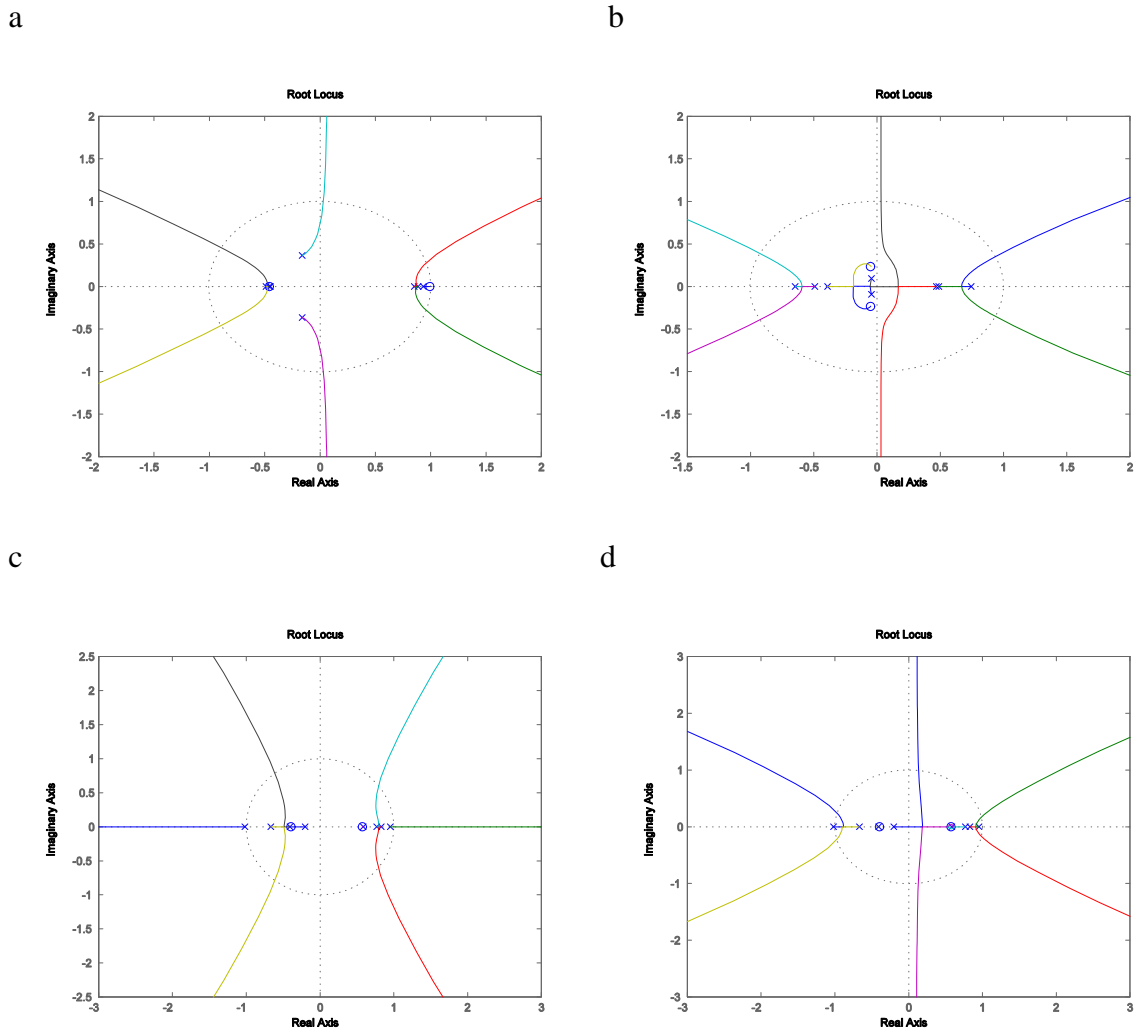 a
b
Root Locus
2
1.5
1
0.5
0
-0.5
-1
-1.5
-2
Imaginary Axis
-2 -1.5 -1 -0.5 0 0.5 1 1.5 2
Real Axis
Root Locus
2
1.5
1
0.5
0
-0.5
-1
-1.5
-2
Imaginary Axis
-1.5 -1 -0.5 0 0.5 1 1.5 2
Real Axis
c
d
Root Locus
2.5
2
1.5
1
0.5
0
-0.5
-1
-1.5
-2
-2.5
Imaginary Axis
-3 -2 -1 0 1 2 3
Real Axis
Root Locus
3
2
1
0
-1
-2
-3
Imaginary Axis
-3 -2 -1 0 1 2 3
Real Axis